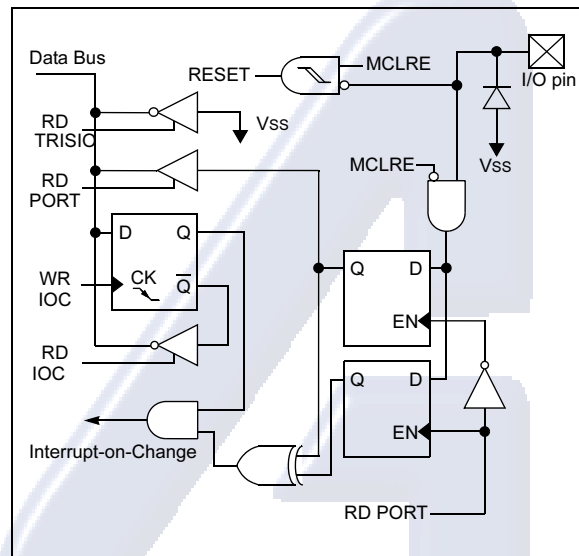 Data Bus
RESET
MCLRE
I/O pin
RD
TRISIO
VSS
VSS
RD
PORT
MCLRE
D
Q
CK
Q
WR
IOC
Q
D
EN
RD
IOC
Q
D
EN
Interrupt-on-Change
RD PORT